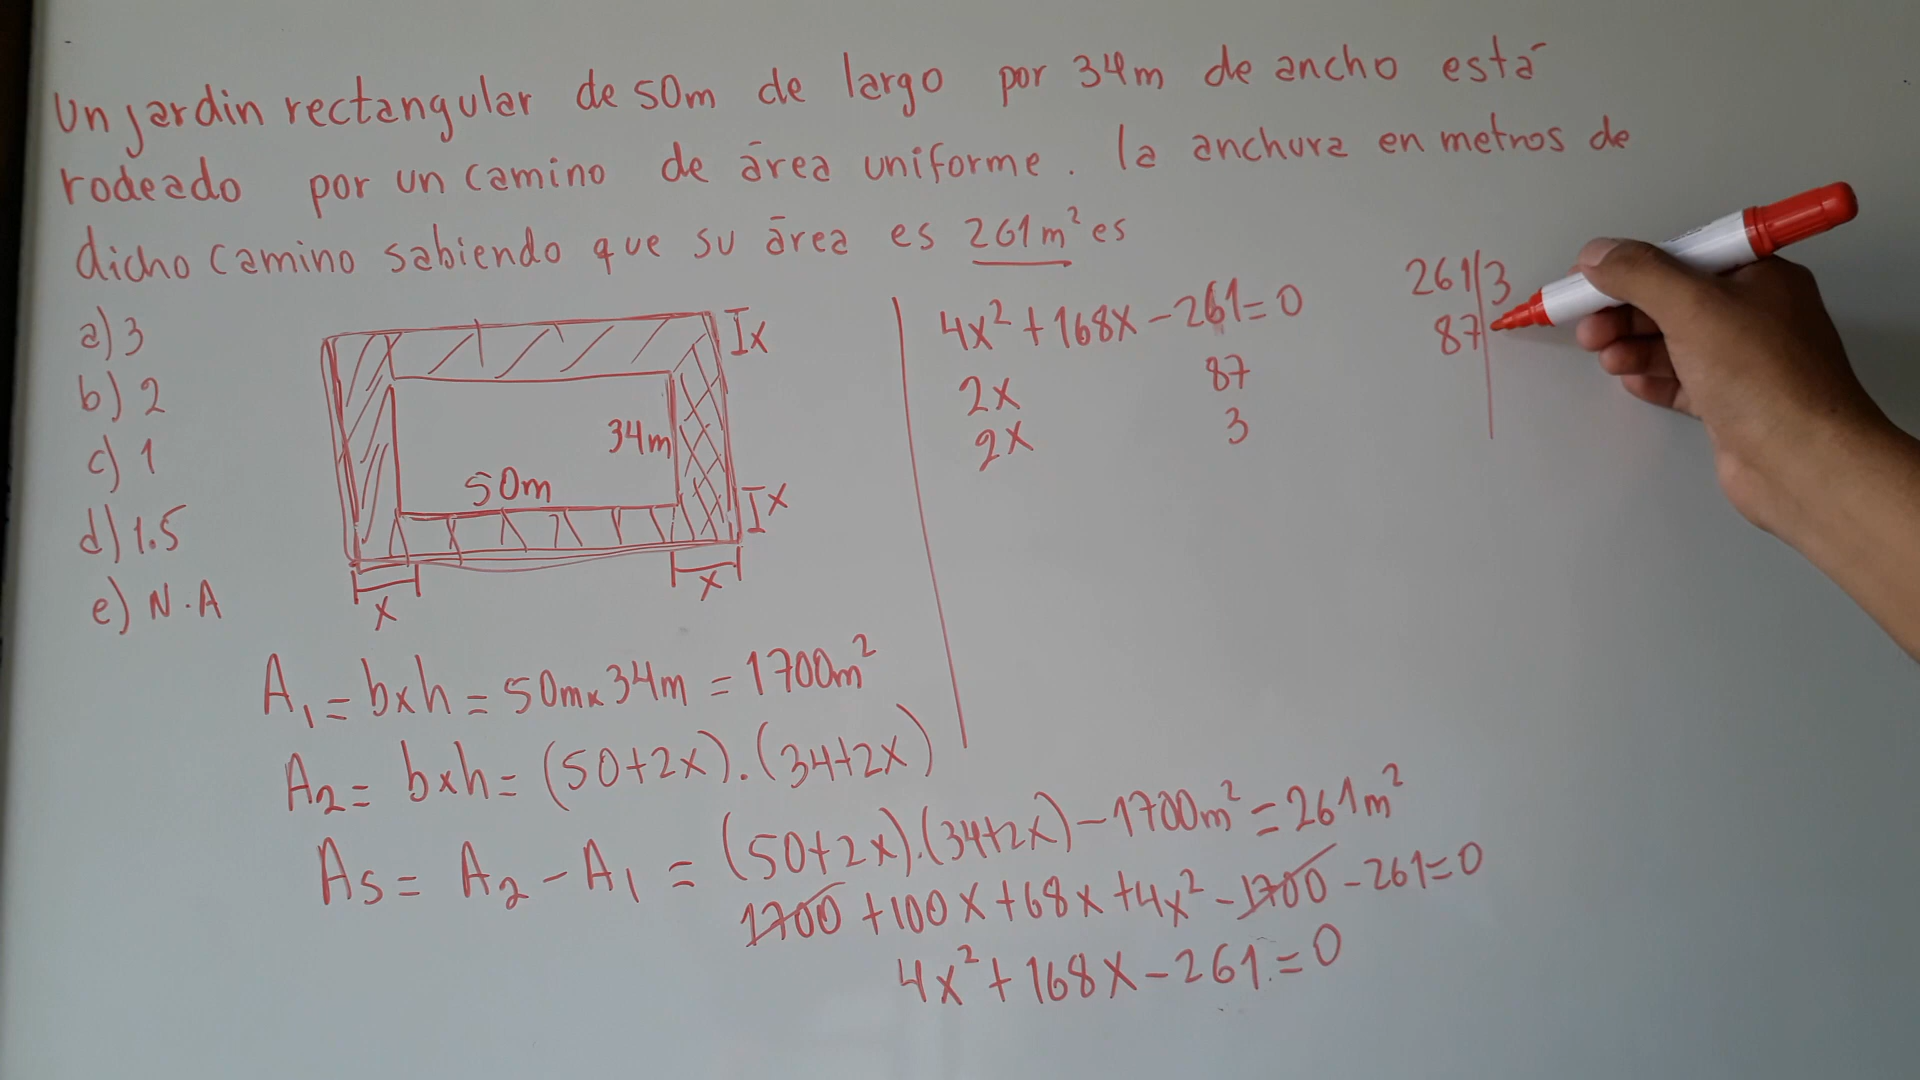 Un jardin rectangular de 50m de largo por 34m de ancho está
rodeado por un camino de área uniforme. la anchura en metros de
dicho camino sabiendo que su área es 261m² es
a) 3
b) 2
c) 1
d) 1.5
e) N.A
x
34m
50m
x
x
x
4x² + 168x - 261 = 0
2x 87
2x 3
261 3
87
A₁ = bxh = 50mx34m = 1700m²
A₂ = bxh = (50+2x).(34+2x)
As = A₂ - A₁ = (50+2x).(34+2x) - 1700m² = 261m²
1700 + 100x + 68x + 4x² - 1700 - 261 = 0
4x² + 168x - 261 = 0